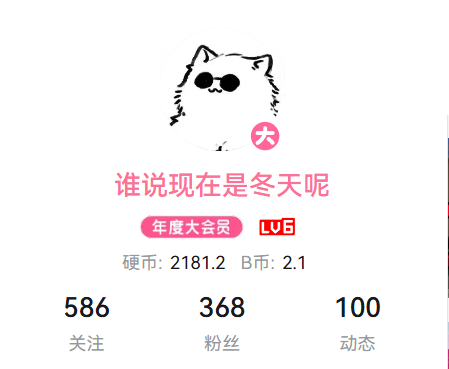 大
谁说现在是冬天呢
年度大会员 LV6
硬币: 2181.2 B币: 2.1
586 368 100
关注 粉丝 动态